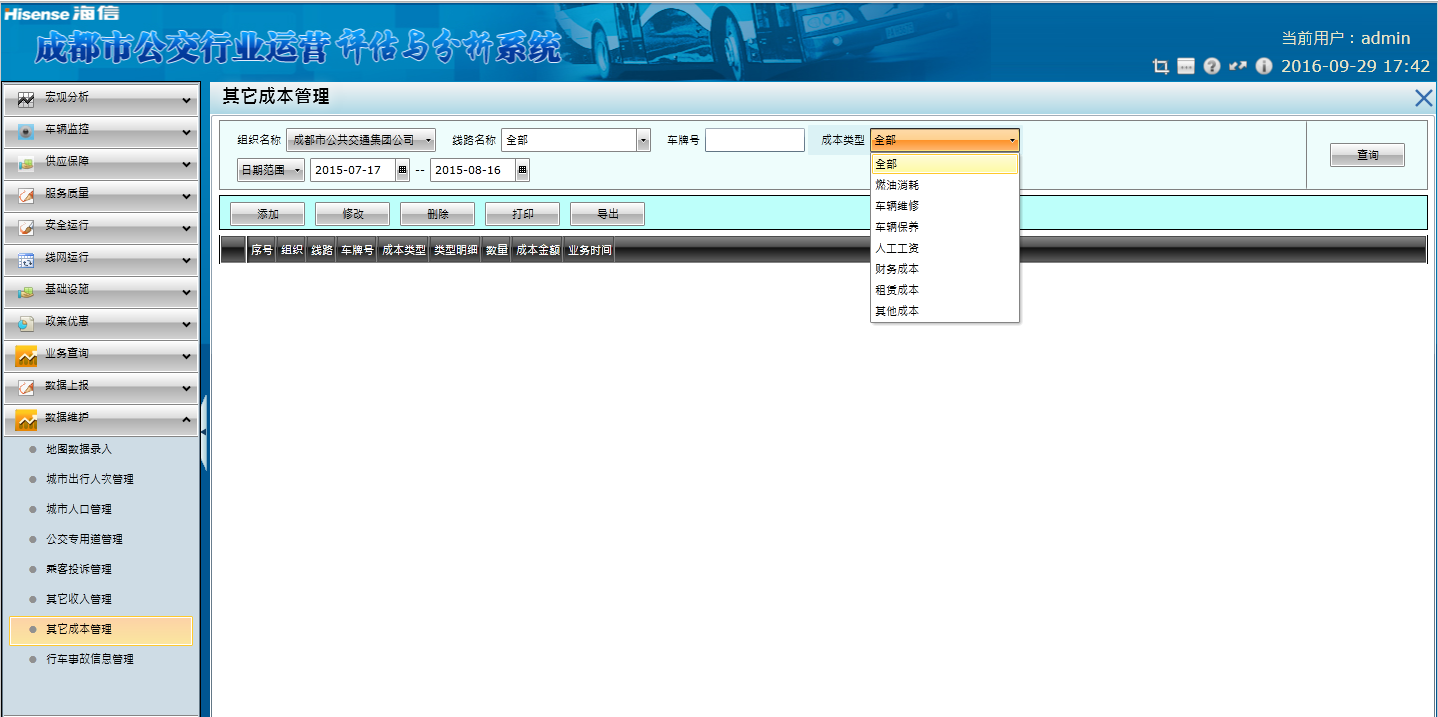 Hisense 海信
成都市公交行业运营评估与分析系统
当前用户：admin
2016-09-29 17:42
宏观分析
车辆监控
供应保障
服务质量
安全运行
线网运行
基础设施
政策优惠
业务查询
数据上报
数据维护
地图数据录入
城市出行人次管理
城市人口管理
公交专用道管理
乘客投诉管理
其它收入管理
其它成本管理
行车事故信息管理
其它成本管理
组织名称 成都市公共交通集团公司 线路名称 全部 车牌号 成本类型 全部
日期范围 2015-07-17 -- 2015-08-16
查询
全部
燃油消耗
车辆维修
车辆保养
人工工资
财务成本
租赁成本
其他成本
添加 修改 删除 打印 导出
序号 组织 线路 车牌号 成本类型 类型明细 数量 成本金额 业务时间